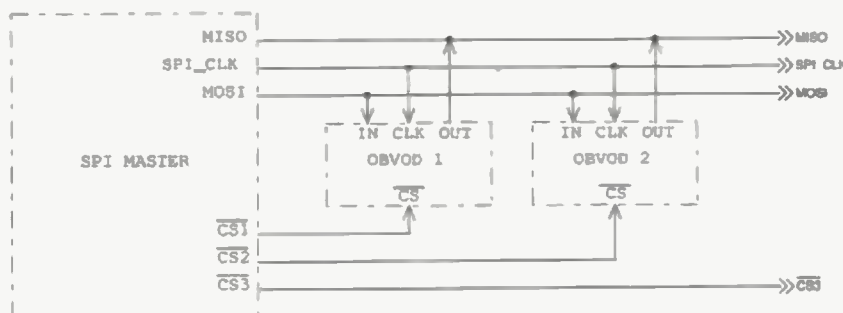 MISO MISO
SPI_CLK SPI CLK
MOSI MOSI
IN CLK OUT IN CLK OUT
SPI MASTER OBVOD 1 OBVOD 2
CS CS
CS1
CS2
CS3 CS3